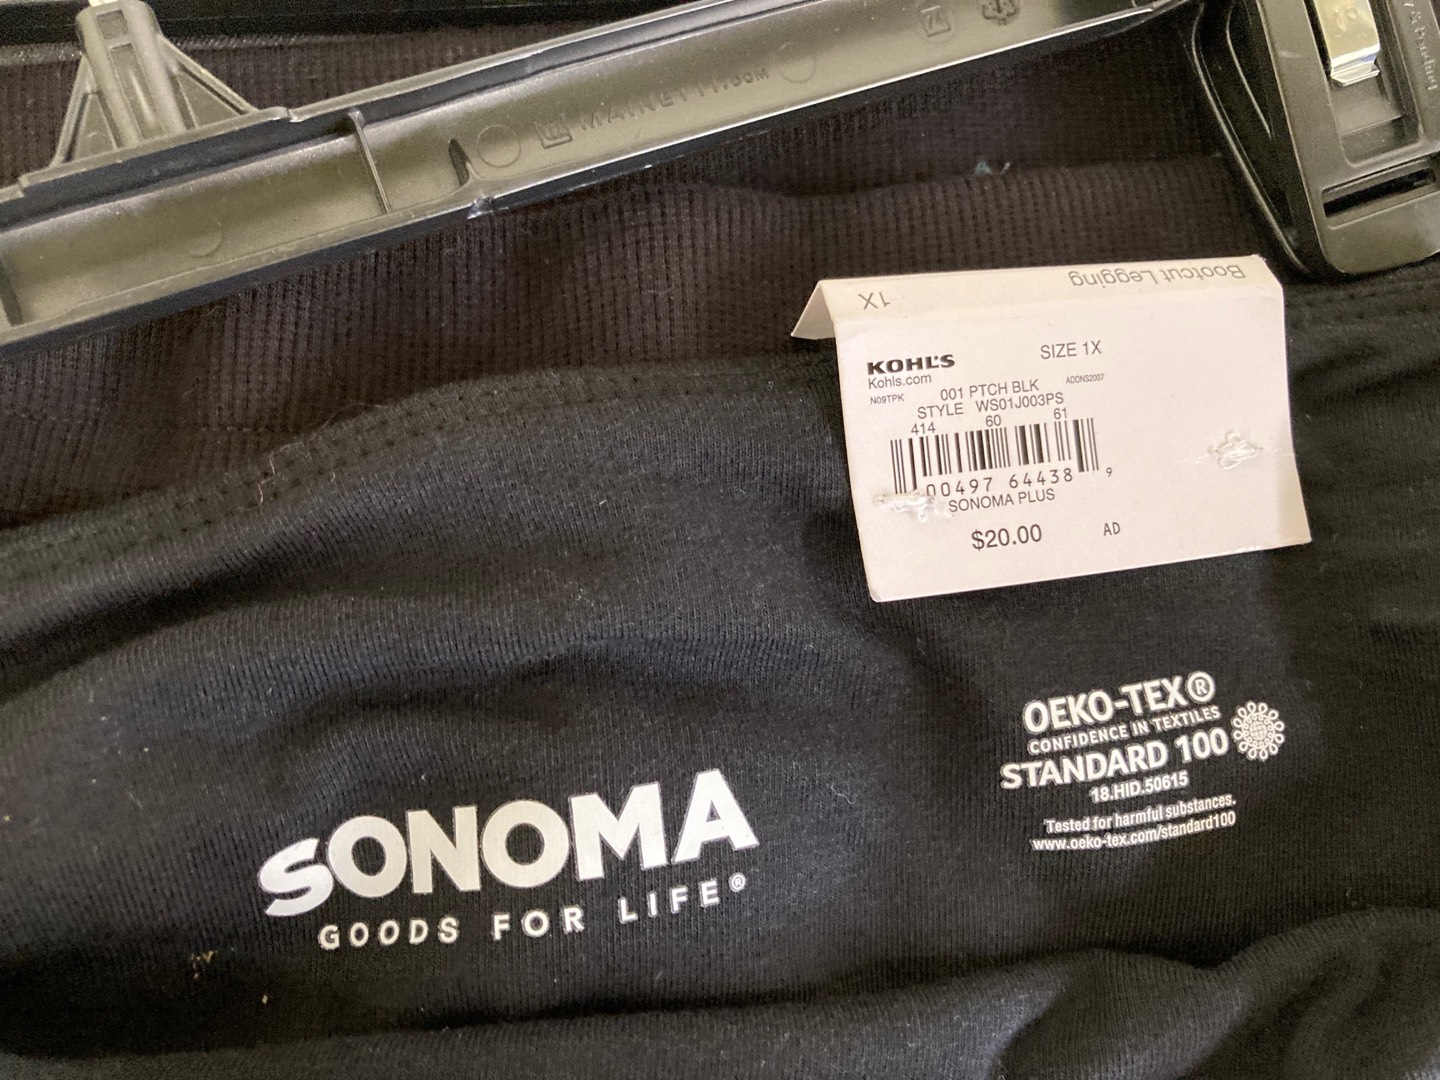 MAINETTI.COM
Bootcut Legging
1X
KOHL'S
SIZE 1X
Kohls.com
N09TPK
001 PTCH BLK
ADDNS2007
STYLE WS01J003PS
414 60 61
00497 64438 9
SONOMA PLUS
$20.00 AD
OEKO-TEX®
CONFIDENCE IN TEXTILES
STANDARD 100
18.HID.50615
Tested for harmful substances.
www.oeko-tex.com/standard100
SONOMA
GOODS FOR LIFE®